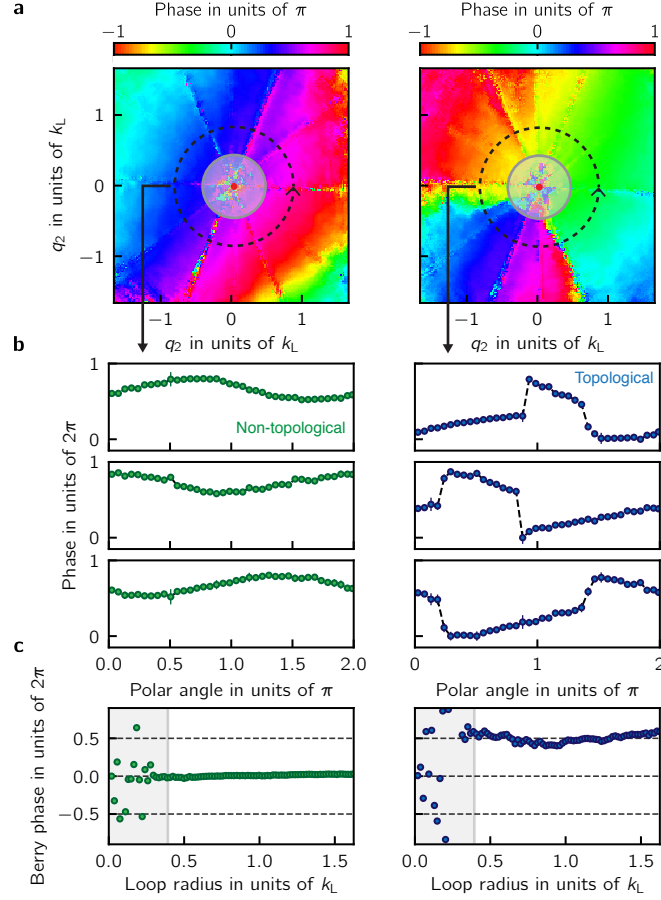 a
Phase in units of π
Phase in units of π
−1
0
1
−1
0
1
q2 in units of kL
1
0
−1
−1
0
1
−1
0
1
q2 in units of kL
q2 in units of kL
b
Phase in units of 2π
1
0
Non-topological
Topological
1
0
1
0
0.0
0.5
1.0
1.5
2.0
0
1
2.0
Polar angle in units of π
Polar angle in units of π
c
Berry phase in units of 2π
0.5
0.0
−0.5
0.0
0.5
1.0
1.5
0.0
0.5
1.0
1.5
Loop radius in units of kL
Loop radius in units of kL